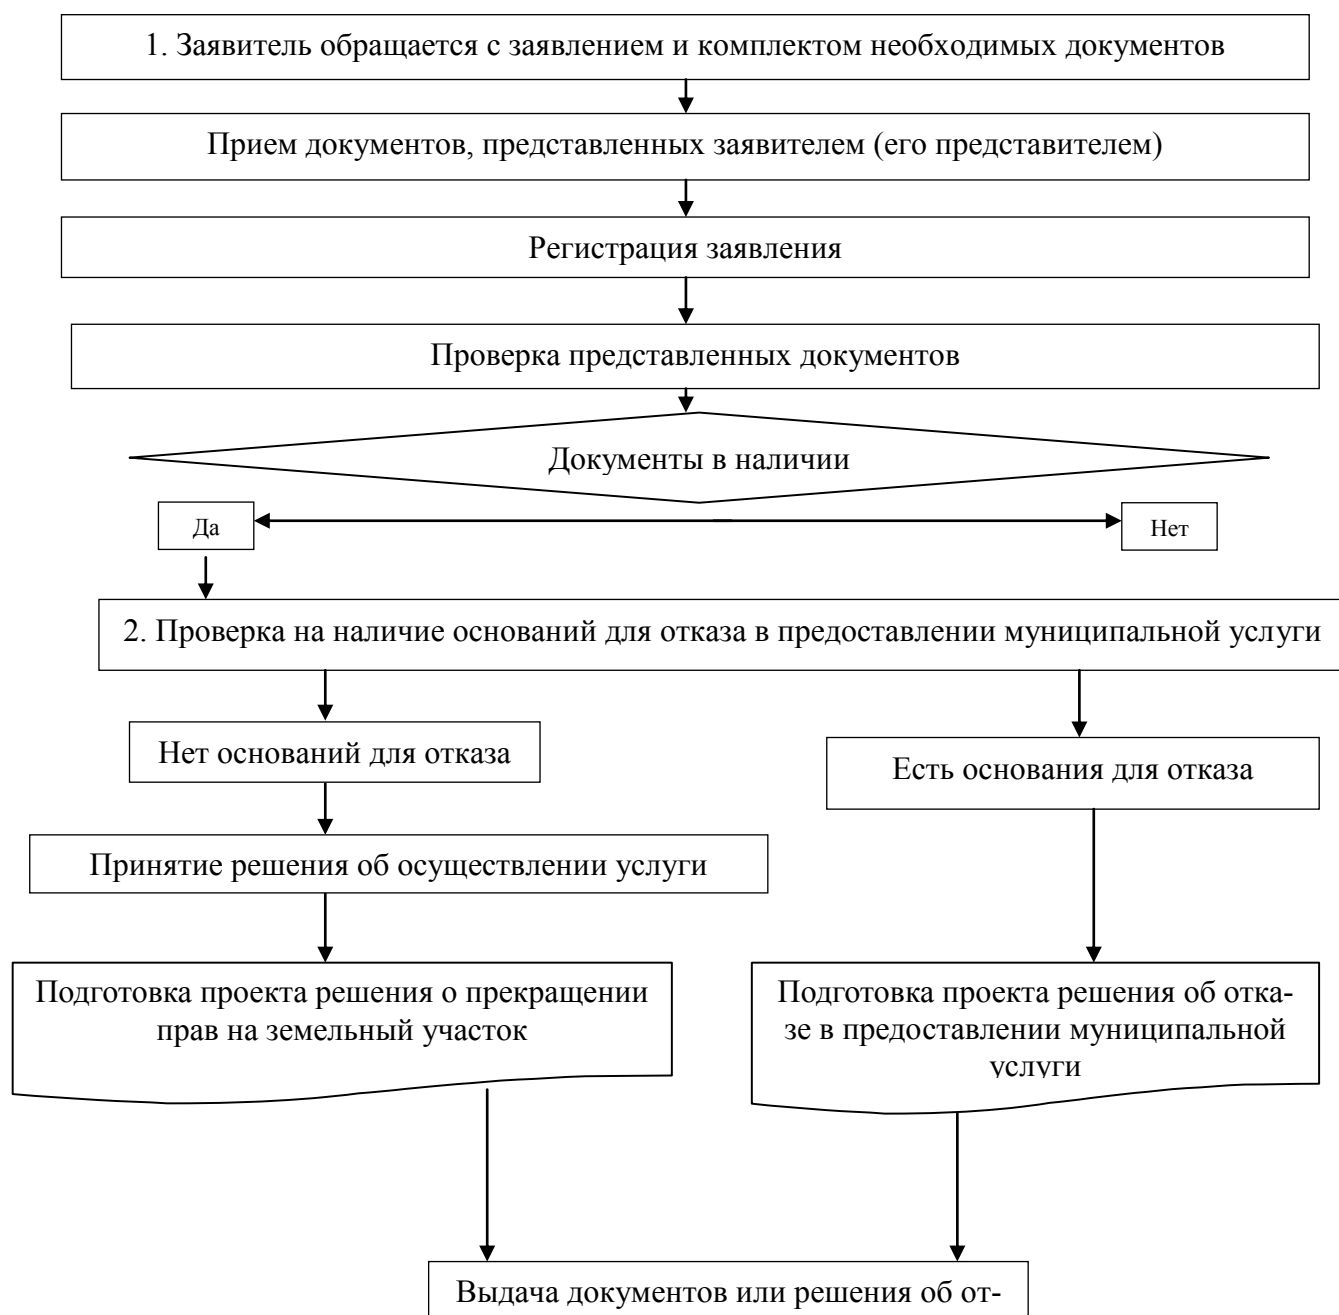 1. Заявитель обращается с заявлением и комплектом необходимых документов
Прием документов, представленных заявителем (его представителем)
Регистрация заявления
Проверка представленных документов
Документы в наличии
Да
Нет
2. Проверка на наличие оснований для отказа в предоставлении муниципальной услуги
Нет оснований для отказа
Есть основания для отказа
Принятие решения об осуществлении услуги
Подготовка проекта решения о прекращении
прав на земельный участок
Подготовка проекта решения об отка-
зе в предоставлении муниципальной
услуги
Выдача документов или решения об от-